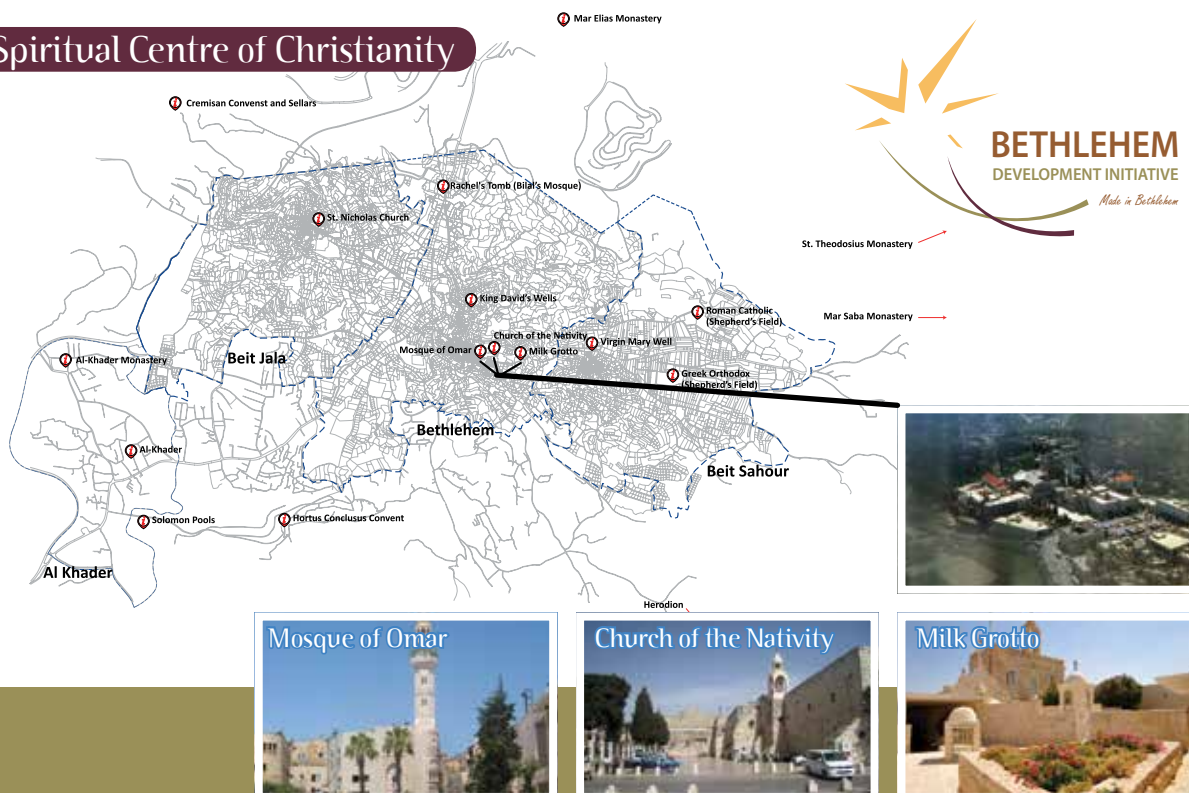 Spiritual Centre of Christianity
Mar Elias Monastery
Cremisan Convenst and Sellars
BETHLEHEM
DEVELOPMENT INITIATIVE
Made in Bethlehem
Rachel's Tomb (Bilal's Mosque)
St. Nicholas Church
St. Theodosius Monastery
King David's Wells
Roman Catholic
(Shepherd's Field)
Mar Saba Monastery
Church of the Nativity
Virgin Mary Well
Mosque of Omar
Milk Grotto
Beit Jala
Al-Khader Monastery
Greek Orthodox
(Shepherd's Field)
Bethlehem
Al-Khader
Beit Sahour
Solomon Pools
Hortus Conclusus Convent
Al Khader
Herodion
Mosque of Omar
Church of the Nativity
Milk Grotto